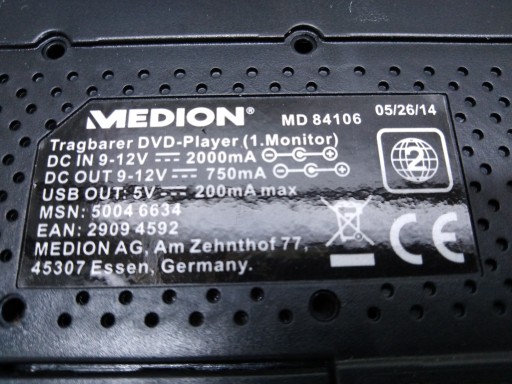 MEDION® MD 84106 05/26/14
Tragbarer DVD-Player (1.Monitor)
DC IN 9-12V 2000mA
DC OUT 9-12V 750mA
USB OUT: 5V 200mA max
MSN: 5004 6634
EAN: 2909 4592
MEDION AG, Am Zehnthof 77,
45307 Essen, Germany.
2
CE